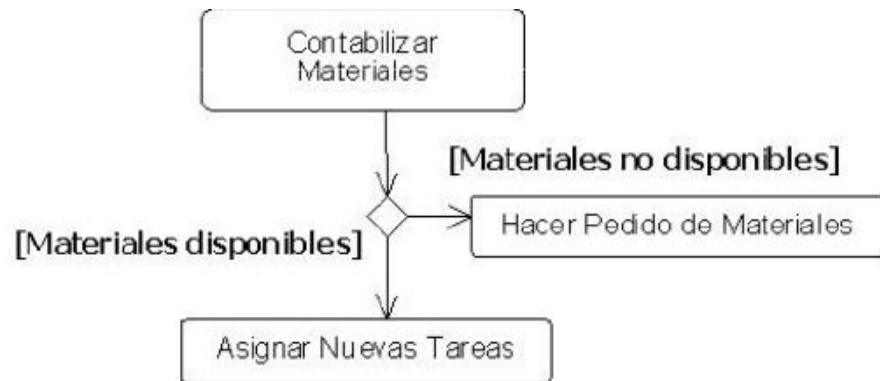 Contabilizar
Materiales
[Materiales no disponibles]
Hacer Pedido de Materiales
[Materiales disponibles]
Asignar Nuevas Tareas